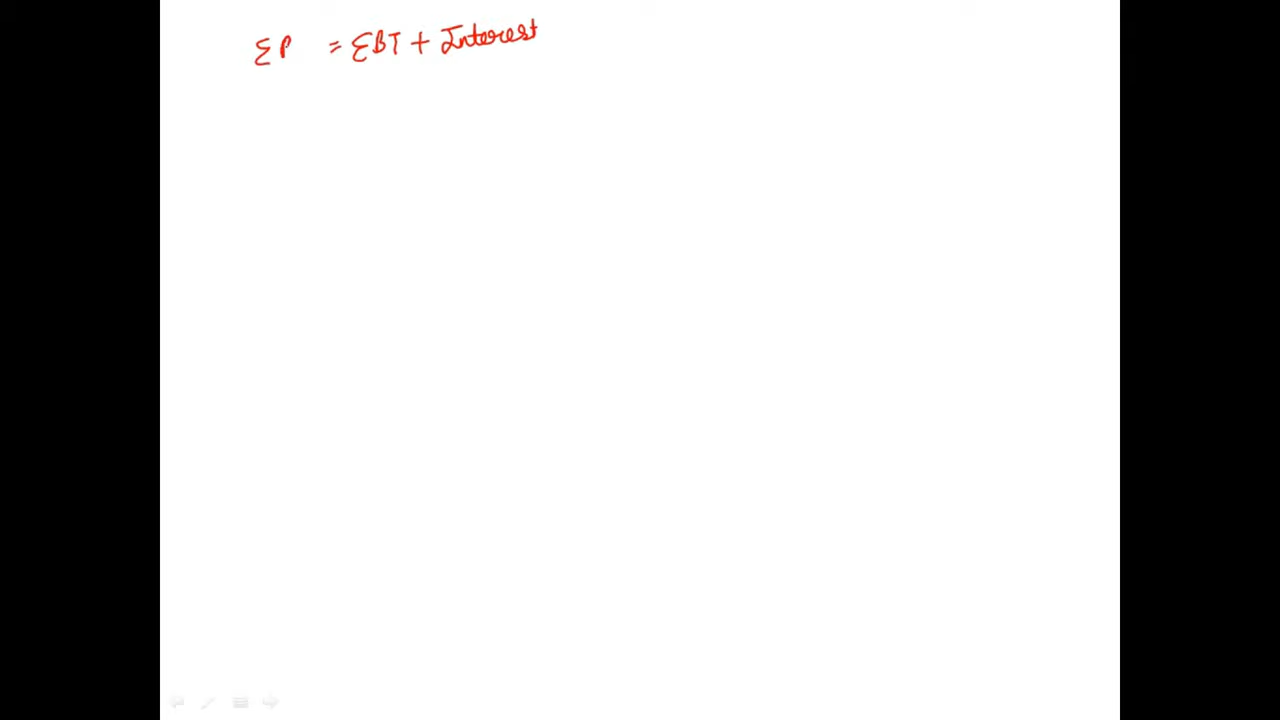 EP = EBT + Interest